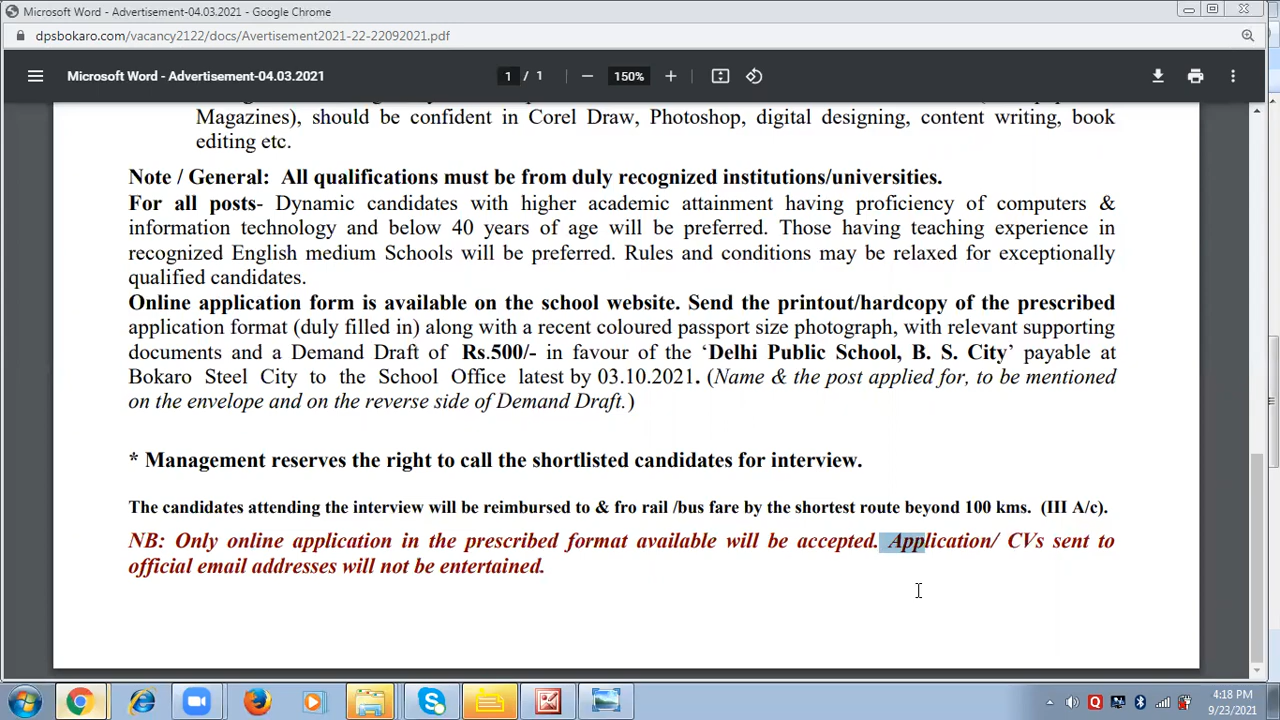 Microsoft Word - Advertisement-04.03.2021 - Google Chrome
dpsbokaro.com/vacancy2122/docs/Avertisement2021-22-22092021.pdf
Microsoft Word - Advertisement-04.03.2021
1 / 1
150%
Magazines), should be confident in Corel Draw, Photoshop, digital designing, content writing, book
editing etc.
Note / General: All qualifications must be from duly recognized institutions/universities.
For all posts- Dynamic candidates with higher academic attainment having proficiency of computers &
information technology and below 40 years of age will be preferred. Those having teaching experience in
recognized English medium Schools will be preferred. Rules and conditions may be relaxed for exceptionally
qualified candidates.
Online application form is available on the school website. Send the printout/hardcopy of the prescribed
application format (duly filled in) along with a recent coloured passport size photograph, with relevant supporting
documents and a Demand Draft of Rs.500/- in favour of the ‘Delhi Public School, B. S. City’ payable at
Bokaro Steel City to the School Office latest by 03.10.2021. (Name & the post applied for, to be mentioned
on the envelope and on the reverse side of Demand Draft.)
* Management reserves the right to call the shortlisted candidates for interview.
The candidates attending the interview will be reimbursed to & fro rail /bus fare by the shortest route beyond 100 kms. (III A/c).
NB: Only online application in the prescribed format available will be accepted. Application/ CVs sent to
official email addresses will not be entertained.
4:18 PM
9/23/2021